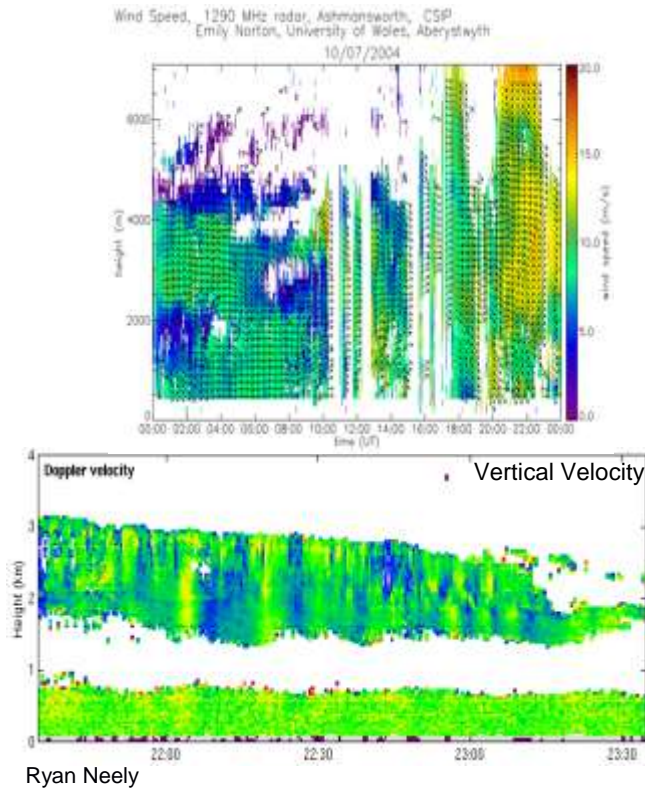 Wind Speed, 1290 MHz radar, Ashmansworth, CSIP
Emily Norton, University of Wales, Aberystwyth
10/07/2004
20.0
15.0
10.0
5.0
0.0
wind speed (m/s)
6000
4000
2000
0
height (m)
00:00 02:00 04:00 06:00 08:00 10:00 12:00 14:00 16:00 18:00 20:00 22:00 00:00
time (UT)
Doppler velocity
Vertical Velocity
4
3
2
1
0
Height (km)
22:00 22:30 23:00 23:30
Ryan Neely